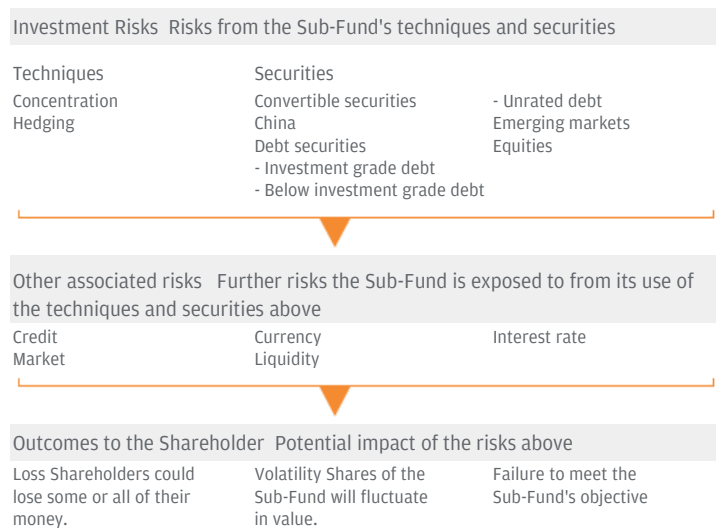 Investment Risks Risks from the Sub-Fund's techniques and securities
Techniques
Concentration
Hedging
Securities
Convertible securities
China
Debt securities
- Investment grade debt
- Below investment grade debt
- Unrated debt
Emerging markets
Equities
Other associated risks Further risks the Sub-Fund is exposed to from its use of
the techniques and securities above
Credit
Market
Currency
Liquidity
Interest rate
Outcomes to the Shareholder Potential impact of the risks above
Loss Shareholders could
lose some or all of their
money.
Volatility Shares of the
Sub-Fund will fluctuate
in value.
Failure to meet the
Sub-Fund's objective